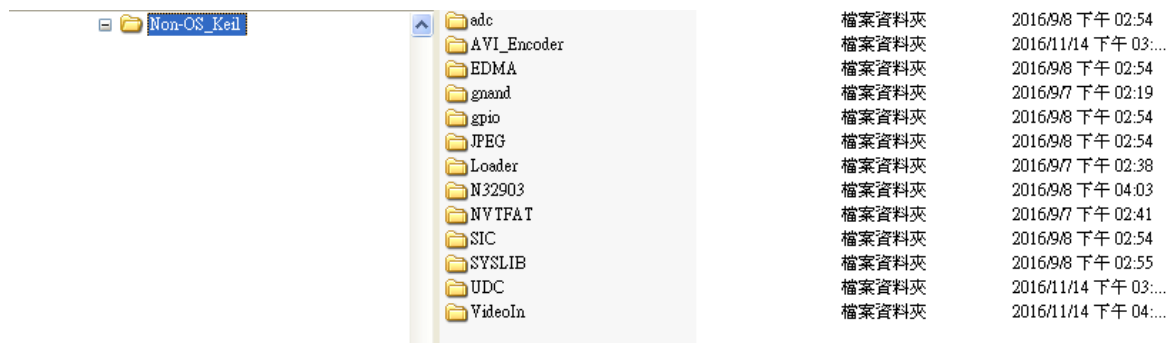 Non-OS_Keil
adc 檔案資料夾 2016/9/8 下午 02:54
AVI_Encoder 檔案資料夾 2016/11/14 下午 03:...
EDMA 檔案資料夾 2016/9/8 下午 02:54
gnand 檔案資料夾 2016/9/7 下午 02:19
gpio 檔案資料夾 2016/9/8 下午 02:54
JPEG 檔案資料夾 2016/9/8 下午 02:54
Loader 檔案資料夾 2016/9/7 下午 02:38
N32903 檔案資料夾 2016/9/8 下午 04:03
NVTFAT 檔案資料夾 2016/9/7 下午 02:41
SIC 檔案資料夾 2016/9/8 下午 02:54
SYSLIB 檔案資料夾 2016/9/8 下午 02:55
UDC 檔案資料夾 2016/11/14 下午 03:...
VideoIn 檔案資料夾 2016/11/14 下午 04:...